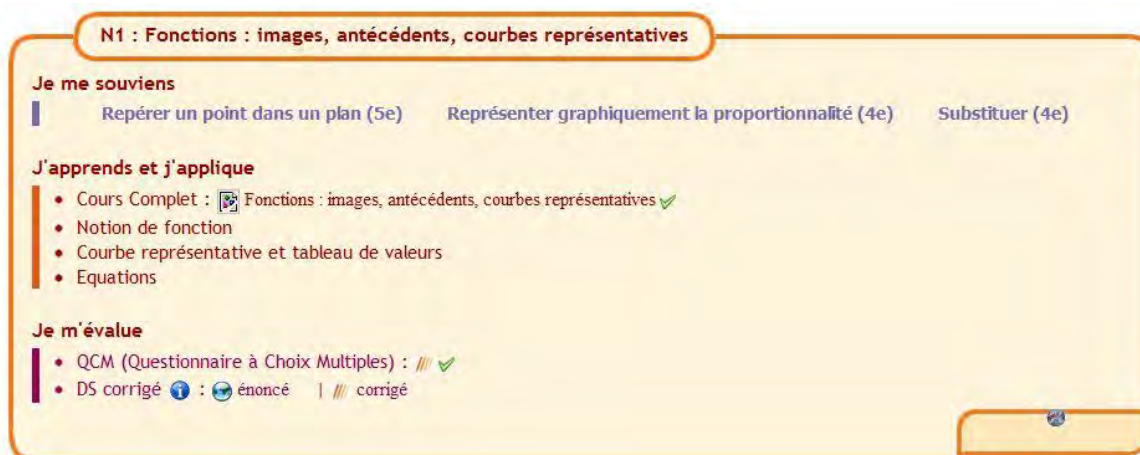 N1 : Fonctions : images, antécédents, courbes représentatives
Je me souviens
Repérer un point dans un plan (5e) Représenter graphiquement la proportionnalité (4e) Substituer (4e)
J'apprends et j'applique
• Cours Complet : Fonctions : images, antécédents, courbes représentatives
• Notion de fonction
• Courbe représentative et tableau de valeurs
• Equations
Je m'évalue
• QCM (Questionnaire à Choix Multiples) :
• DS corrigé : énoncé | corrigé